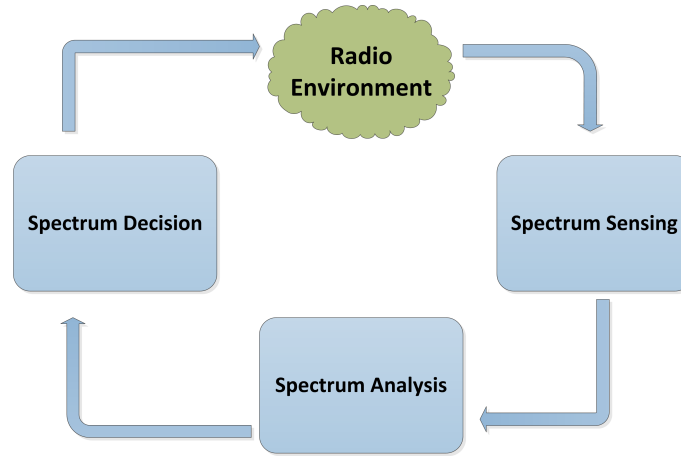 Radio
Environment
Spectrum Decision
Spectrum Sensing
Spectrum Analysis